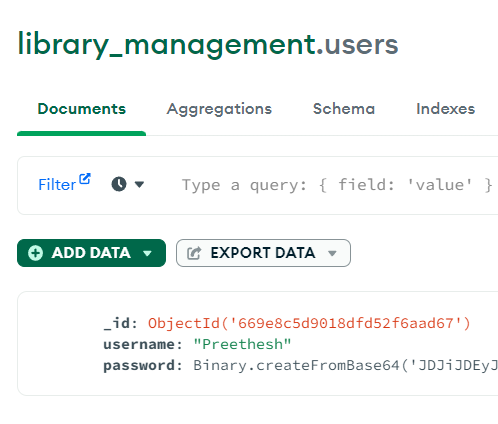 library_management.users
Documents Aggregations Schema Indexes
Filter Type a query: { field: 'value' }
ADD DATA EXPORT DATA
_id: ObjectId('669e8c5d9018dfd52f6aad67')
username: "Preethesh"
password: Binary.createFromBase64('JDJiJDEyJ